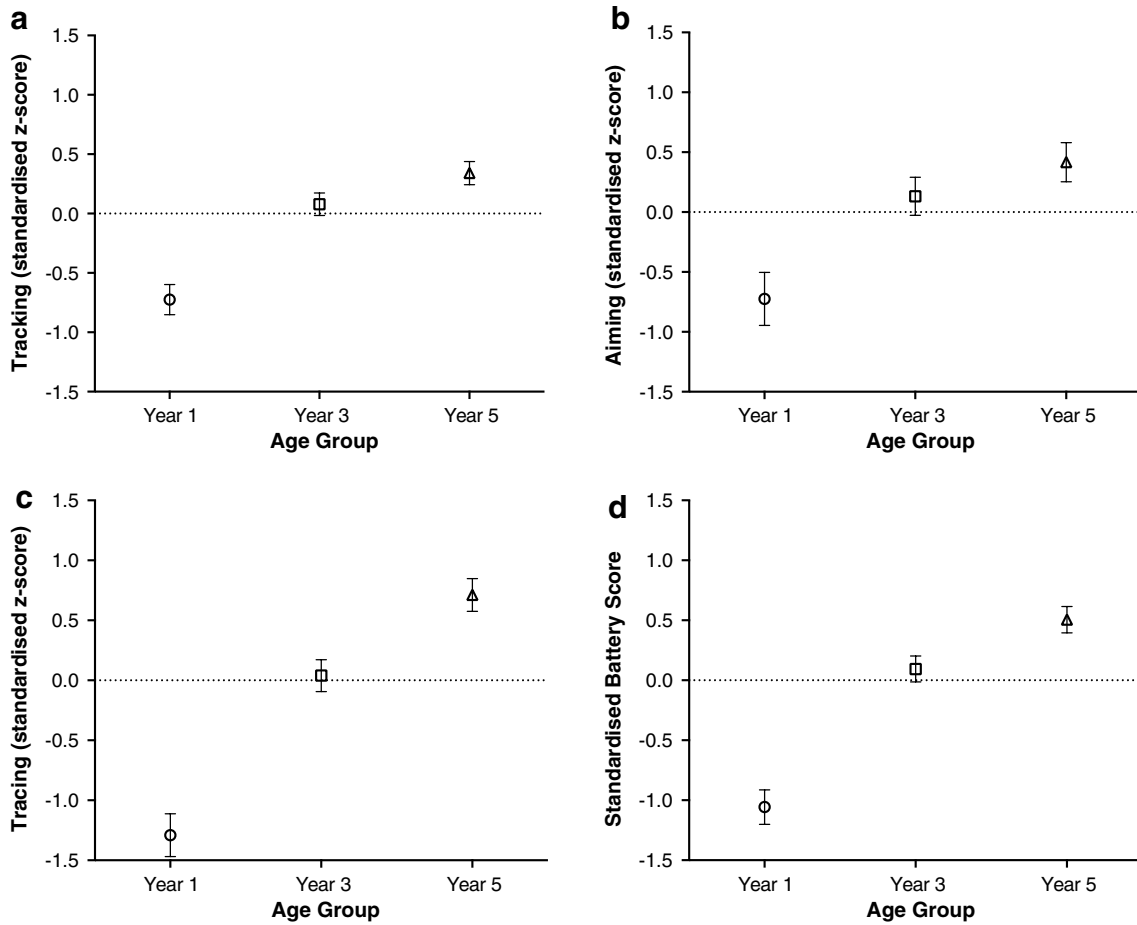 a
Tracking (standardised z-score)
1.5
1.0
0.5
0.0
-0.5
-1.0
-1.5
Year 1 Year 3 Year 5
Age Group
b
Aiming (standardised z-score)
1.5
1.0
0.5
0.0
-0.5
-1.0
-1.5
Year 1 Year 3 Year 5
Age Group
c
Tracing (standardised z-score)
1.5
1.0
0.5
0.0
-0.5
-1.0
-1.5
Year 1 Year 3 Year 5
Age Group
d
Standardised Battery Score
1.5
1.0
0.5
0.0
-0.5
-1.0
-1.5
Year 1 Year 3 Year 5
Age Group